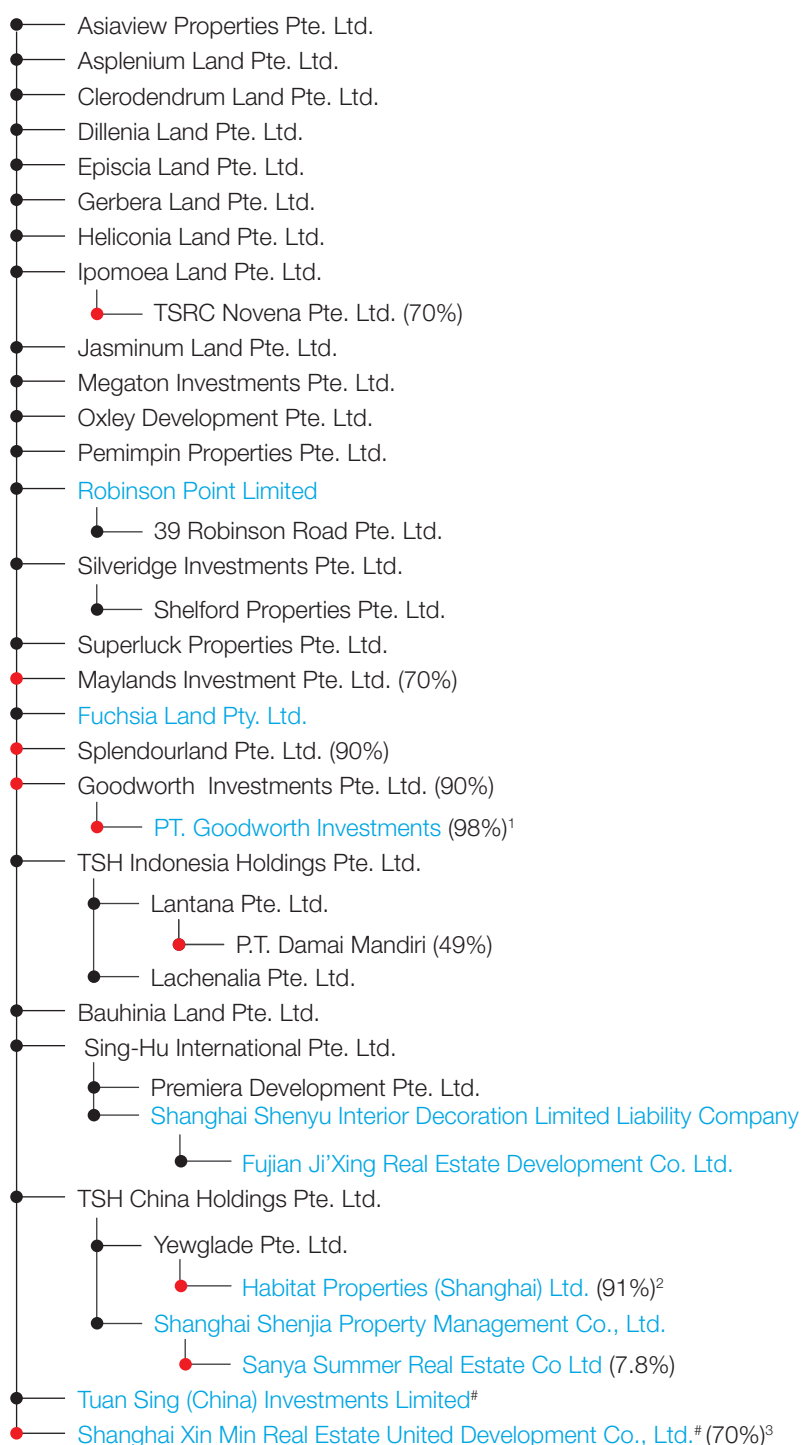 Asiaview Properties Pte. Ltd.
Asplenium Land Pte. Ltd.
Clerodendrum Land Pte. Ltd.
Dillenia Land Pte. Ltd.
Episcia Land Pte. Ltd.
Gerbera Land Pte. Ltd.
Heliconia Land Pte. Ltd.
Ipomoea Land Pte. Ltd.
TSRC Novena Pte. Ltd. (70%)
Jasminum Land Pte. Ltd.
Megaton Investments Pte. Ltd.
Oxley Development Pte. Ltd.
Pemimpin Properties Pte. Ltd.
Robinson Point Limited
39 Robinson Road Pte. Ltd.
Silveridge Investments Pte. Ltd.
Shelford Properties Pte. Ltd.
Superluck Properties Pte. Ltd.
Maylands Investment Pte. Ltd. (70%)
Fuchsia Land Pty. Ltd.
Splendourland Pte. Ltd. (90%)
Goodworth Investments Pte. Ltd. (90%)
PT. Goodworth Investments (98%)¹
TSH Indonesia Holdings Pte. Ltd.
Lantana Pte. Ltd.
P.T. Damai Mandiri (49%)
Lachenalia Pte. Ltd.
Bauhinia Land Pte. Ltd.
Sing-Hu International Pte. Ltd.
Premiera Development Pte. Ltd.
Shanghai Shenyu Interior Decoration Limited Liability Company
Fujian Ji’Xing Real Estate Development Co. Ltd.
TSH China Holdings Pte. Ltd.
Yewglade Pte. Ltd.
Habitat Properties (Shanghai) Ltd. (91%)²
Shanghai Shenjia Property Management Co., Ltd.
Sanya Summer Real Estate Co Ltd (7.8%)
Tuan Sing (China) Investments Limited#
Shanghai Xin Min Real Estate United Development Co., Ltd.# (70%)³